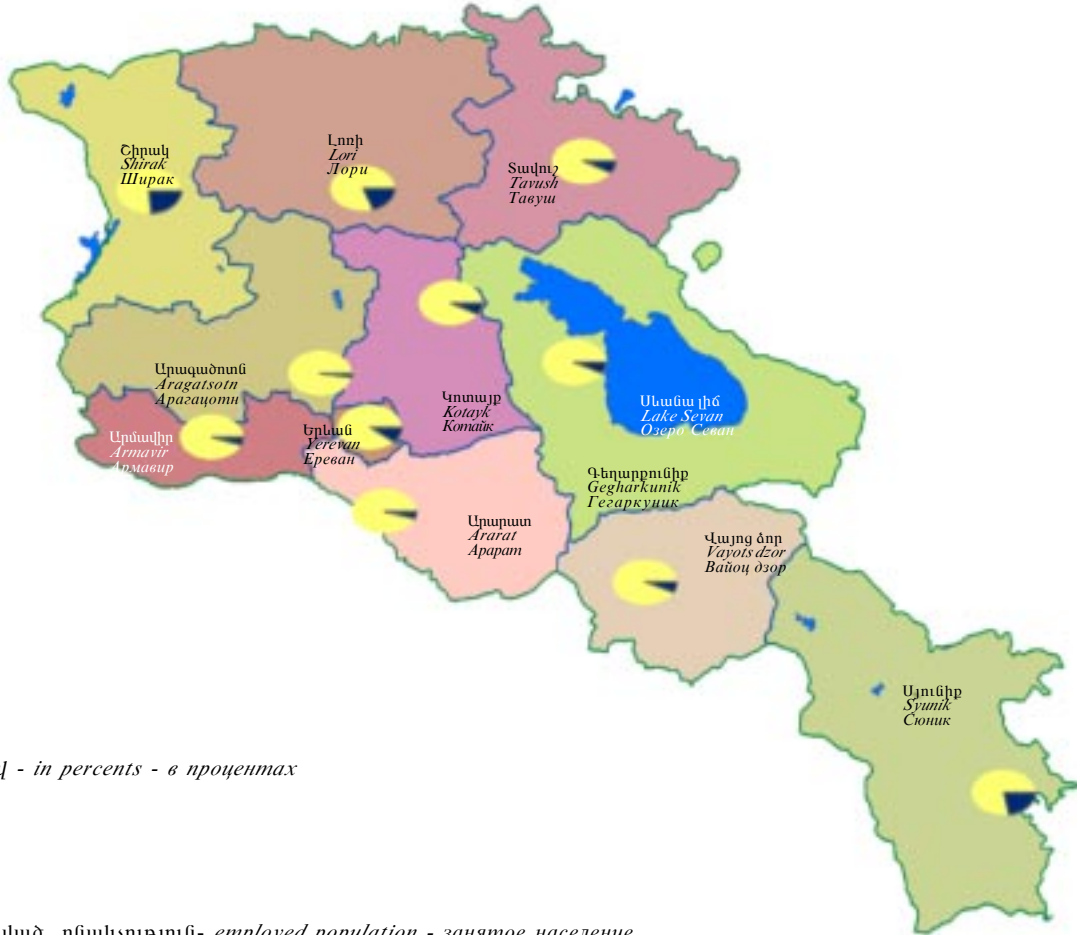 Շիրակ
Shirak
Ширак
Լոռի
Lori
Лори
Տավուշ
Tavush
Тавуш
Արագածոտն
Aragatsotn
Арагацотн
Արմավիր
Armavir
Армавир
Երևան
Yerevan
Ереван
Կոտայք
Kotayk
Котайк
Սևանա լիճ
Lake Sevan
Озеро Севан
Գեղարքունիք
Gegharkunik
Гегаркуник
Արարատ
Ararat
Арарат
Վայոց ձոր
Vayots dzor
Вайоц дзор
Սյունիք
Syunik
Сюник
- in percents - в процентах
բնակչություն- employed population - занятое население